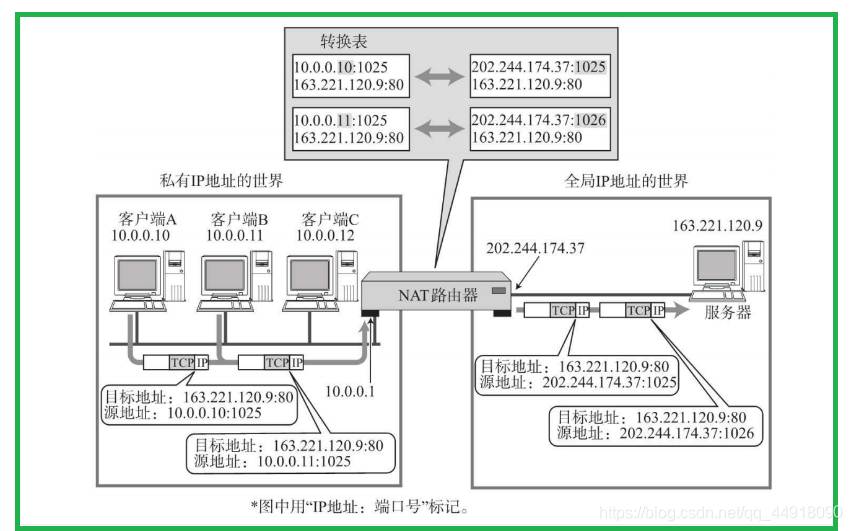 转换表
10.0.0.10:1025
163.221.120.9:80
202.244.174.37:1025
163.221.120.9:80
10.0.0.11:1025
163.221.120.9:80
202.244.174.37:1026
163.221.120.9:80
私有IP地址的世界
全局IP地址的世界
客户端A
10.0.0.10
客户端B
10.0.0.11
客户端C
10.0.0.12
163.221.120.9
202.244.174.37
NAT路由器
服务器
TCP IP
TCP IP
TCP IP
TCP IP
10.0.0.1
目标地址：163.221.120.9:80
源地址：10.0.0.10:1025
目标地址：163.221.120.9:80
源地址：10.0.0.11:1025
目标地址：163.221.120.9:80
源地址：202.244.174.37:1025
目标地址：163.221.120.9:80
源地址：202.244.174.37:1026
*图中用“IP地址：端口号”标记。
https://blog.csdn.net/qq_44918090